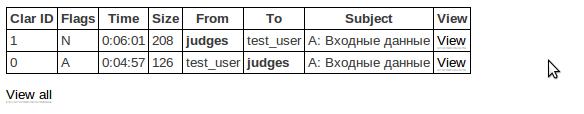 Clar ID Flags Time Size From To Subject View
1 N 0:06:01 208 judges test_user A: Входные данные View
0 A 0:04:57 126 test_user judges A: Входные данные View
View all